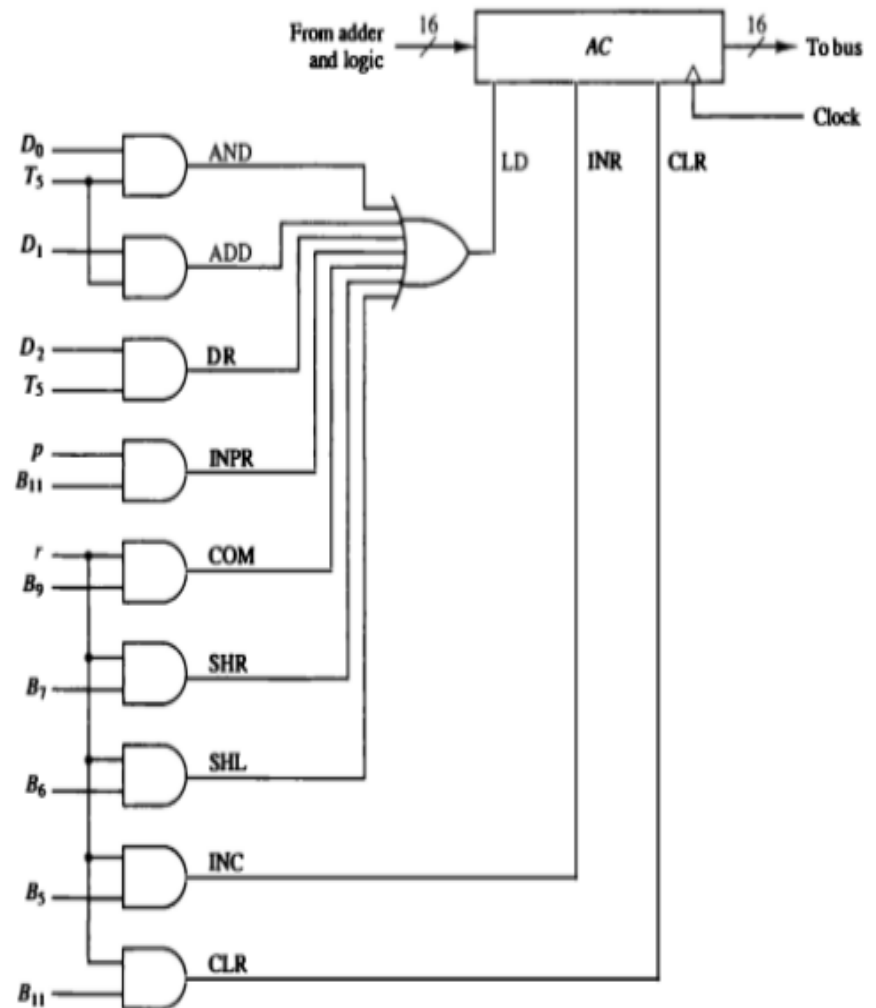 16
16
From adder
and logic
AC
To bus
Clock
D₀
T₅
AND
LD
INR
CLR
D₁
ADD
D₂
T₅
DR
p
B₁₁
INPR
r
B₉
COM
B₇
SHR
B₆
SHL
B₅
INC
B₁₁
CLR